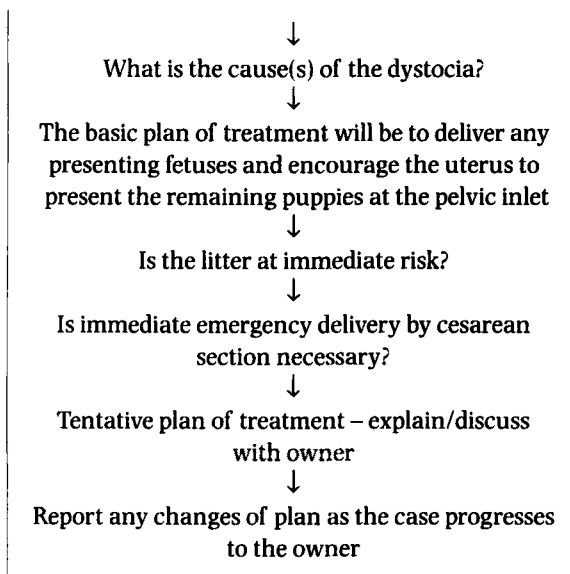 ↓
What is the cause(s) of the dystocia?
↓
The basic plan of treatment will be to deliver any
presenting fetuses and encourage the uterus to
present the remaining puppies at the pelvic inlet
↓
Is the litter at immediate risk?
↓
Is immediate emergency delivery by cesarean
section necessary?
↓
Tentative plan of treatment – explain/discuss
with owner
↓
Report any changes of plan as the case progresses
to the owner